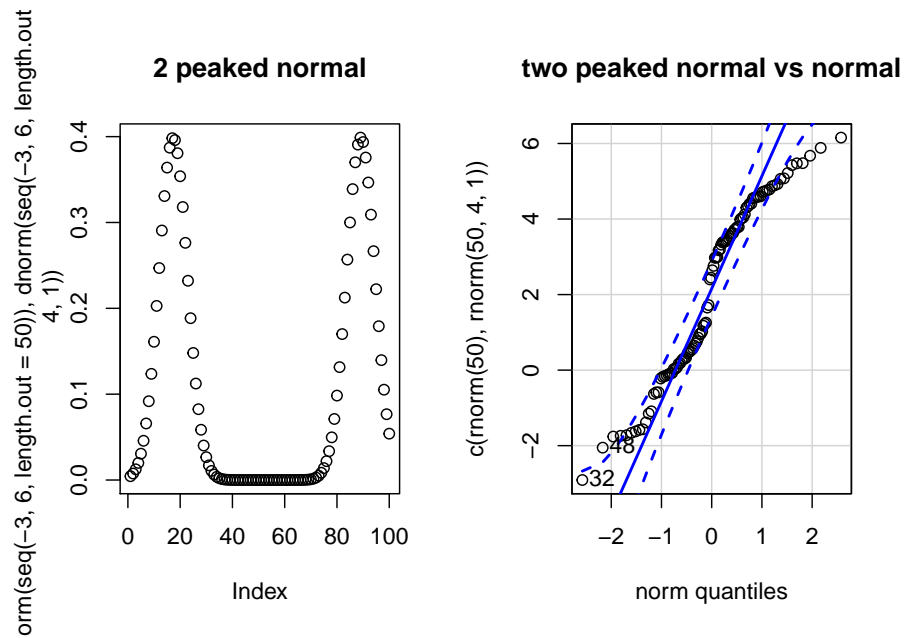 2 peaked normal
orm(seq(−3, 6, length.out = 50)), dnorm(seq(−3, 6, length.out
4, 1))
0.4
0.3
0.2
0.1
0.0
0 20 40 60 80 100
Index
two peaked normal vs normal
c(rnorm(50), rnorm(50, 4, 1))
6
4
2
0
−2
48
32
−2 −1 0 1 2
norm quantiles